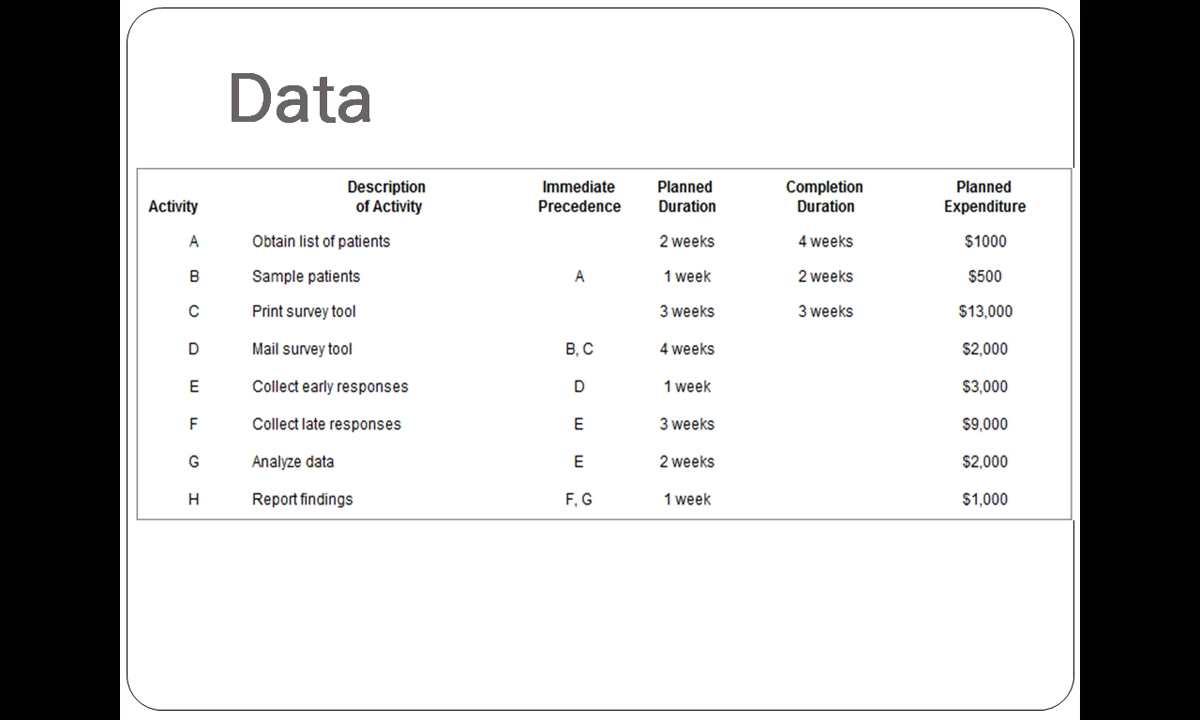 Data
Activity Description of Activity Immediate Precedence Planned Duration Completion Duration Planned Expenditure
A Obtain list of patients 2 weeks 4 weeks $1000
B Sample patients A 1 week 2 weeks $500
C Print survey tool 3 weeks 3 weeks $13,000
D Mail survey tool B, C 4 weeks $2,000
E Collect early responses D 1 week $3,000
F Collect late responses E 3 weeks $9,000
G Analyze data E 2 weeks $2,000
H Report findings F, G 1 week $1,000